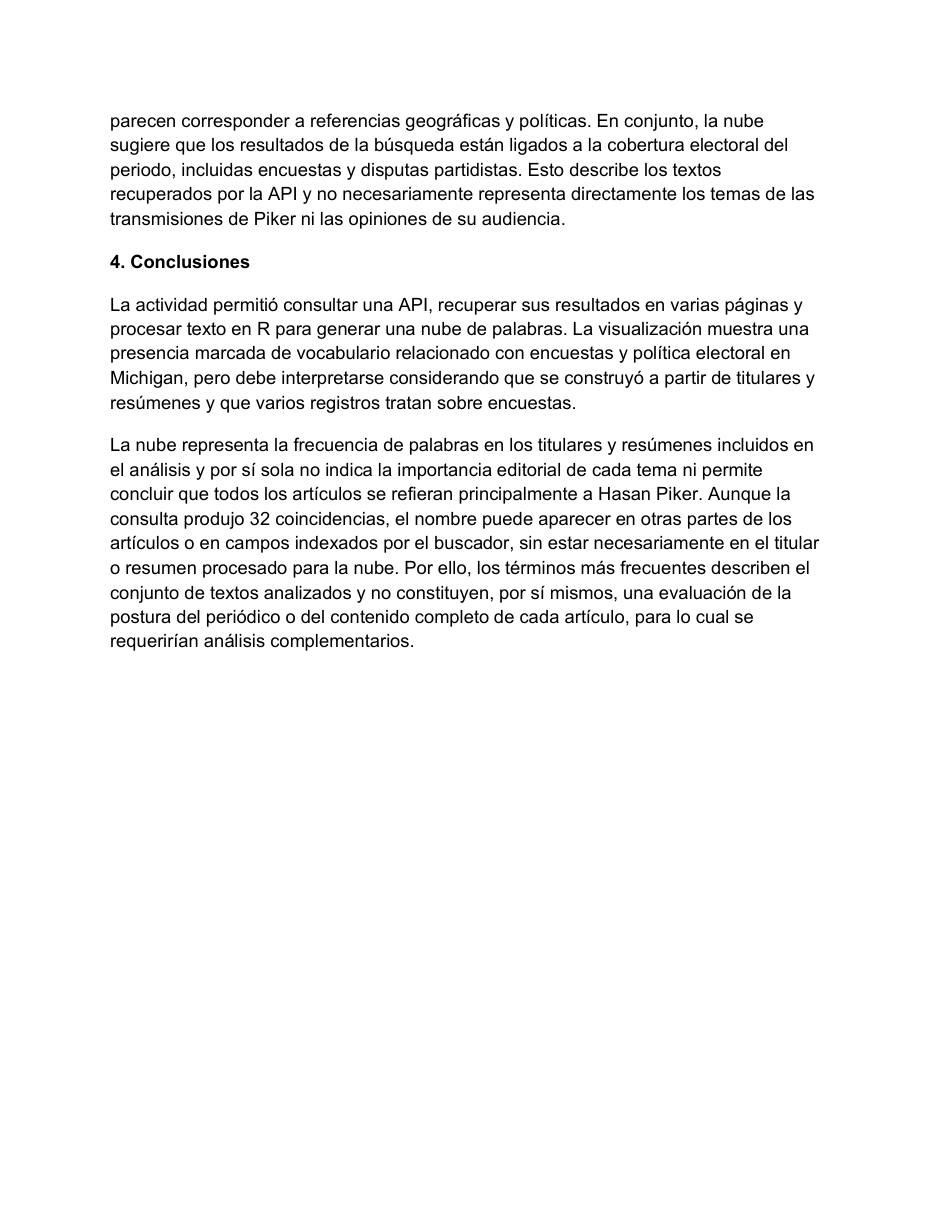 parecen corresponder a referencias geográficas y políticas. En conjunto, la nube
sugiere que los resultados de la búsqueda están ligados a la cobertura electoral del
periodo, incluidas encuestas y disputas partidistas. Esto describe los textos
recuperados por la API y no necesariamente representa directamente los temas de las
transmisiones de Piker ni las opiniones de su audiencia.
4. Conclusiones
La actividad permitió consultar una API, recuperar sus resultados en varias páginas y
procesar texto en R para generar una nube de palabras. La visualización muestra una
presencia marcada de vocabulario relacionado con encuestas y política electoral en
Michigan, pero debe interpretarse considerando que se construyó a partir de titulares y
resúmenes y que varios registros tratan sobre encuestas.
La nube representa la frecuencia de palabras en los titulares y resúmenes incluidos en
el análisis y por sí sola no indica la importancia editorial de cada tema ni permite
concluir que todos los artículos se refieran principalmente a Hasan Piker. Aunque la
consulta produjo 32 coincidencias, el nombre puede aparecer en otras partes de los
artículos o en campos indexados por el buscador, sin estar necesariamente en el titular
o resumen procesado para la nube. Por ello, los términos más frecuentes describen el
conjunto de textos analizados y no constituyen, por sí mismos, una evaluación de la
postura del periódico o del contenido completo de cada artículo, para lo cual se
requerirían análisis complementarios.